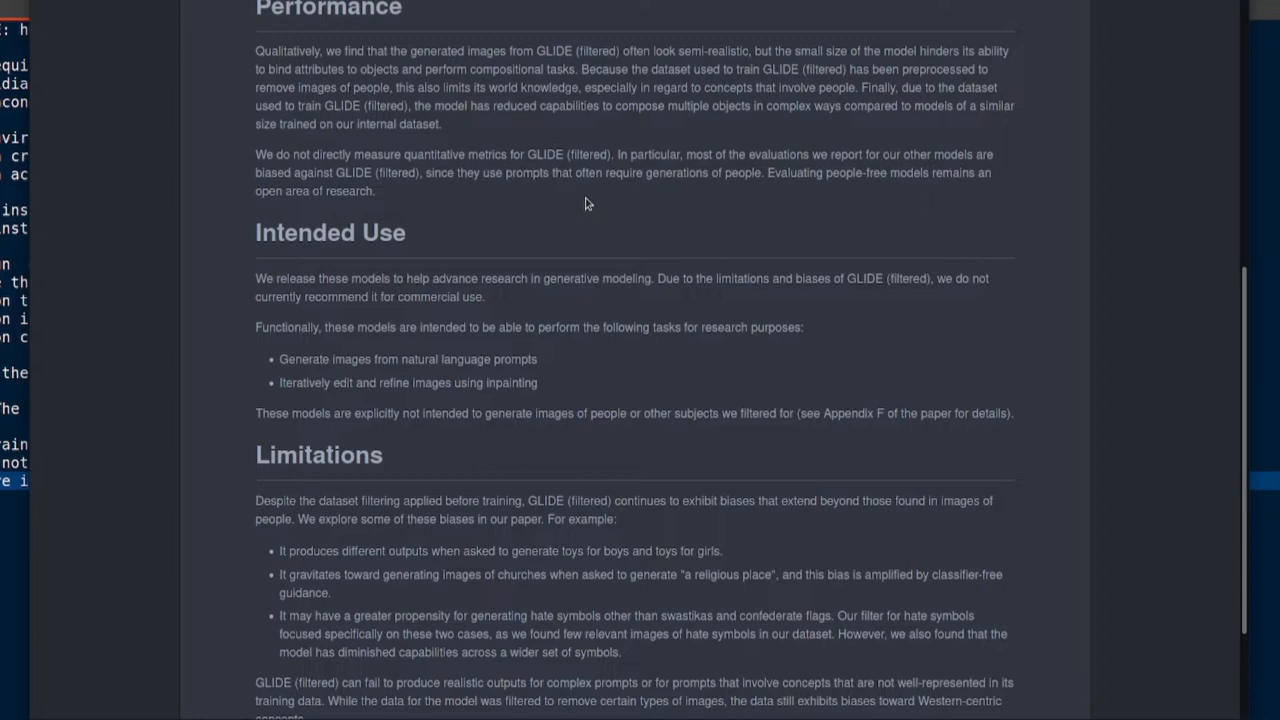 Performance
Qualitatively, we find that the generated images from GLIDE (filtered) often look semi-realistic, but the small size of the model hinders its ability
to bind attributes to objects and perform compositional tasks. Because the dataset used to train GLIDE (filtered) has been preprocessed to
remove images of people, this also limits its world knowledge, especially in regard to concepts that involve people. Finally, due to the dataset
used to train GLIDE (filtered), the model has reduced capabilities to compose multiple objects in complex ways compared to models of a similar
size trained on our internal dataset.
We do not directly measure quantitative metrics for GLIDE (filtered). In particular, most of the evaluations we report for our other models are
biased against GLIDE (filtered), since they use prompts that often require generations of people. Evaluating people-free models remains an
open area of research.
Intended Use
We release these models to help advance research in generative modeling. Due to the limitations and biases of GLIDE (filtered), we do not
currently recommend it for commercial use.
Functionally, these models are intended to be able to perform the following tasks for research purposes:
• Generate images from natural language prompts
• Iteratively edit and refine images using inpainting
These models are explicitly not intended to generate images of people or other subjects we filtered for (see Appendix F of the paper for details).
Limitations
Despite the dataset filtering applied before training, GLIDE (filtered) continues to exhibit biases that extend beyond those found in images of
people. We explore some of these biases in our paper. For example:
• It produces different outputs when asked to generate toys for boys and toys for girls.
• It gravitates toward generating images of churches when asked to generate "a religious place", and this bias is amplified by classifier-free
guidance.
• It may have a greater propensity for generating hate symbols other than swastikas and confederate flags. Our filter for hate symbols
focused specifically on these two cases, as we found few relevant images of hate symbols in our dataset. However, we also found that the
model has diminished capabilities across a wider set of symbols.
GLIDE (filtered) can fail to produce realistic outputs for complex prompts or for prompts that involve concepts that are not well-represented in its
training data. While the data for the model was filtered to remove certain types of images, the data still exhibits biases toward Western-centric
concepts.